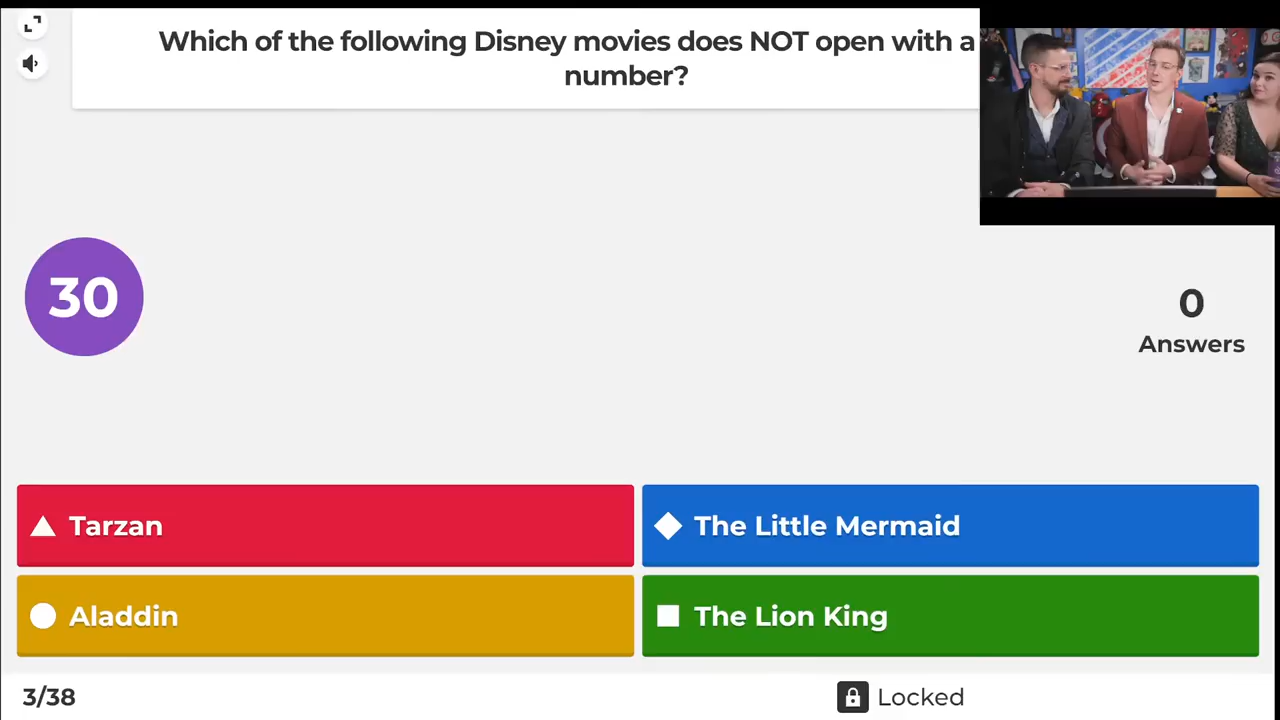 Which of the following Disney movies does NOT open with a
number?
30
0
Answers
Tarzan
The Little Mermaid
Aladdin
The Lion King
3/38
Locked